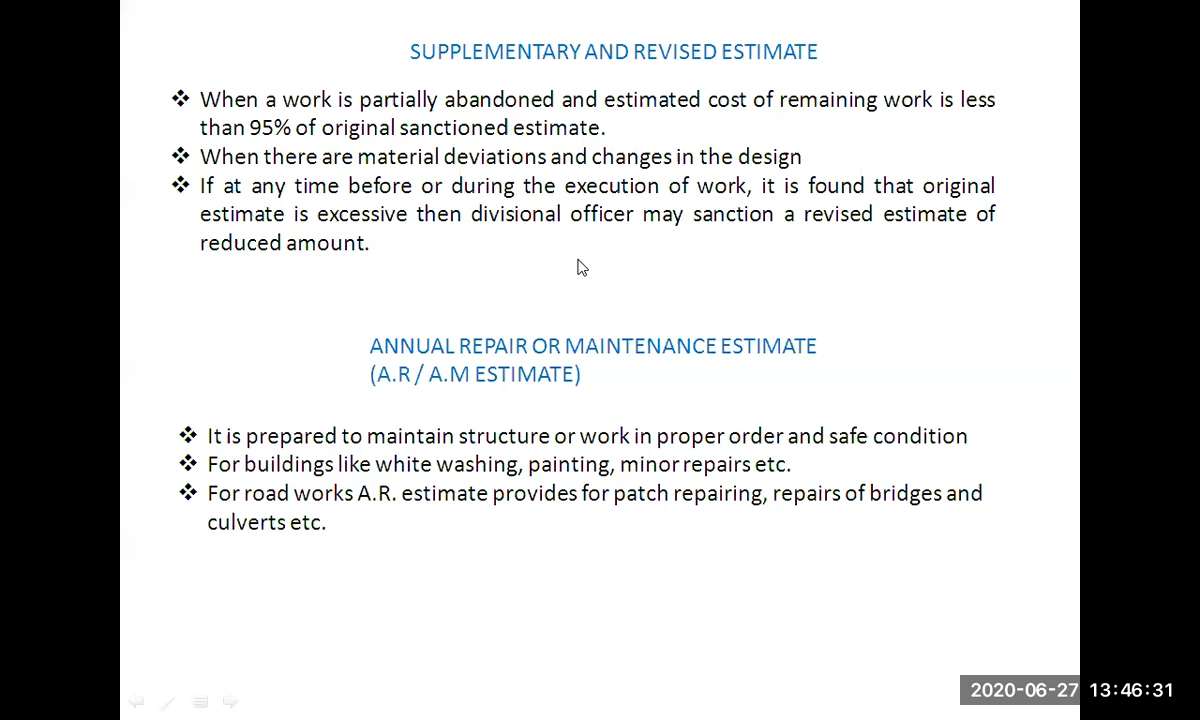 SUPPLEMENTARY AND REVISED ESTIMATE
❖ When a work is partially abandoned and estimated cost of remaining work is less
than 95% of original sanctioned estimate.
❖ When there are material deviations and changes in the design
❖ If at any time before or during the execution of work, it is found that original
estimate is excessive then divisional officer may sanction a revised estimate of
reduced amount.
ANNUAL REPAIR OR MAINTENANCE ESTIMATE
(A.R / A.M ESTIMATE)
❖ It is prepared to maintain structure or work in proper order and safe condition
❖ For buildings like white washing, painting, minor repairs etc.
❖ For road works A.R. estimate provides for patch repairing, repairs of bridges and
culverts etc.
2020-06-27 13:46:31